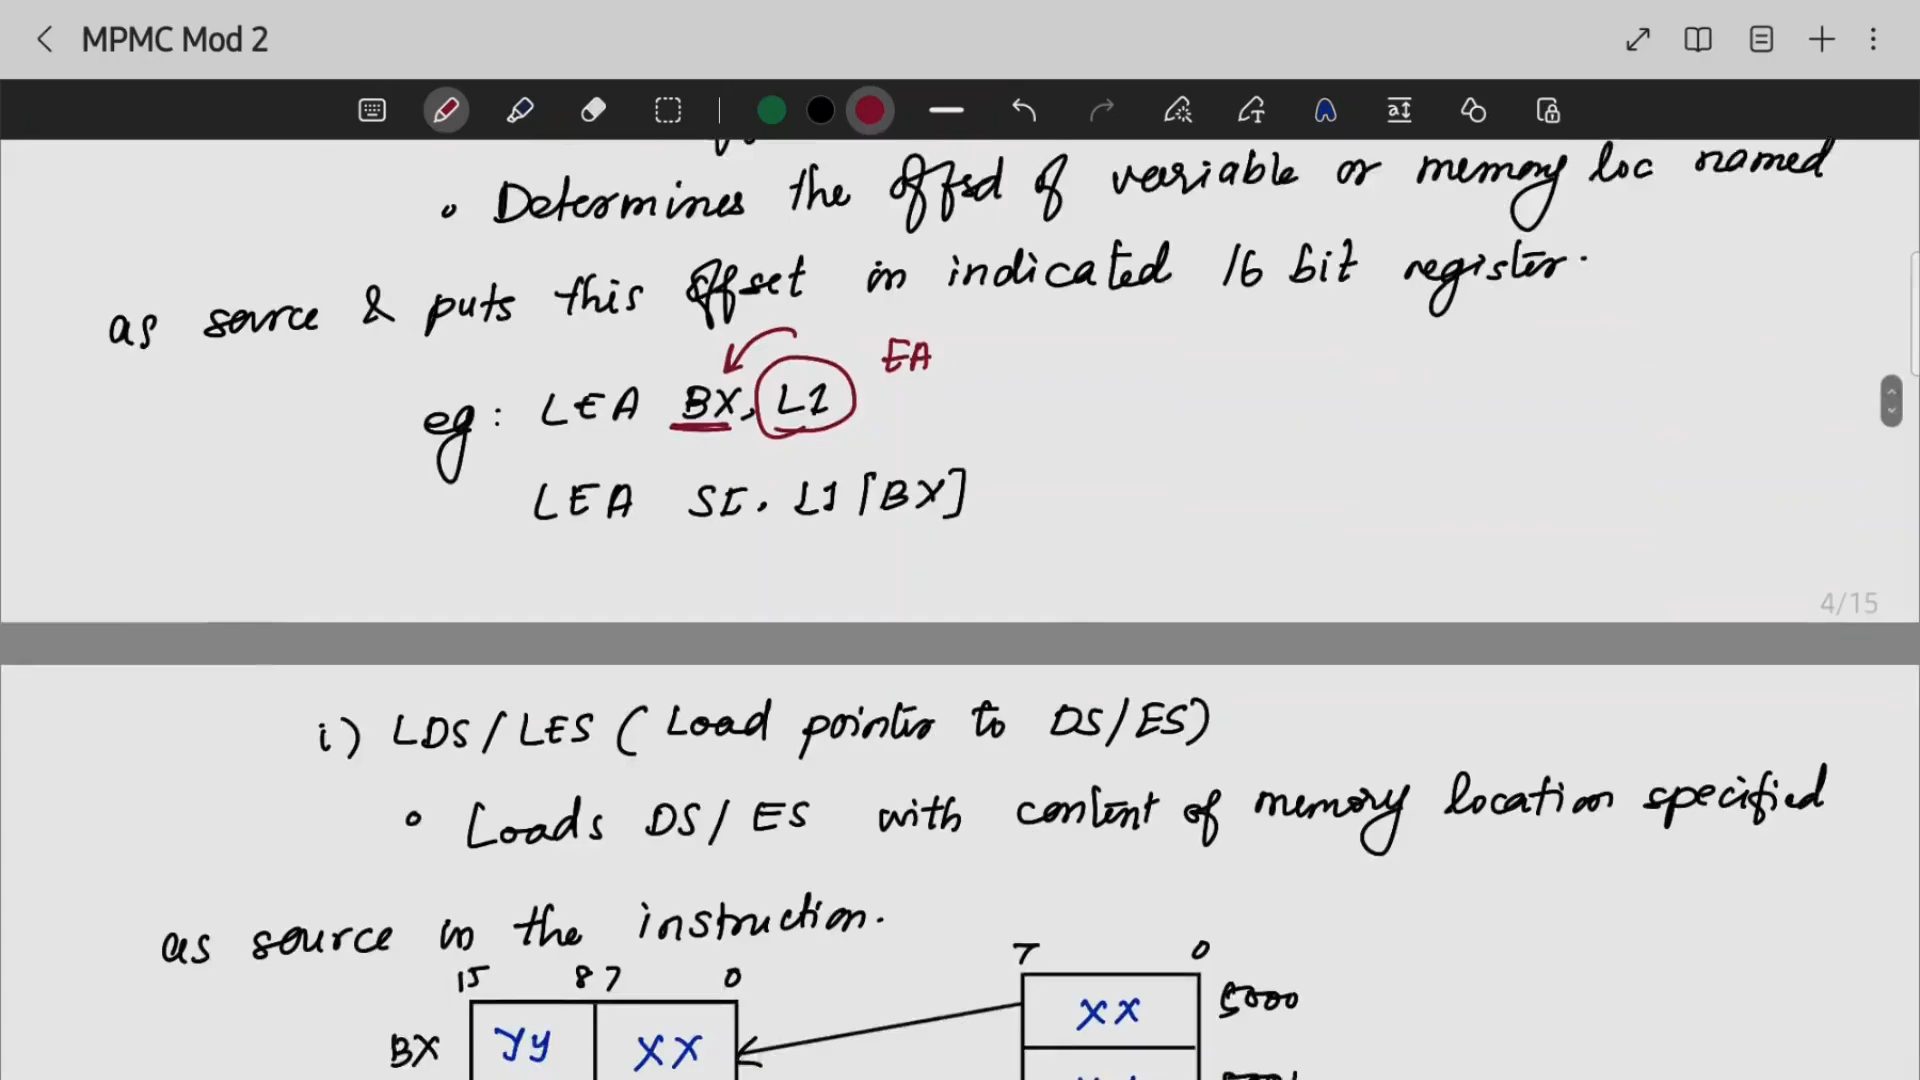 MPMC Mod 2
• Determines the offset of variable or memory loc named
as source & puts this offset in indicated 16 bit register.
EA
eg: LEA BX, L1
LEA SI, L1[BX]
4/15
i) LDS/LES (Load pointer to DS/ES)
• Loads DS/ES with content of memory location specified
as source in the instruction.
15 8 7 0 7 0
XX 5000
BX YY XX